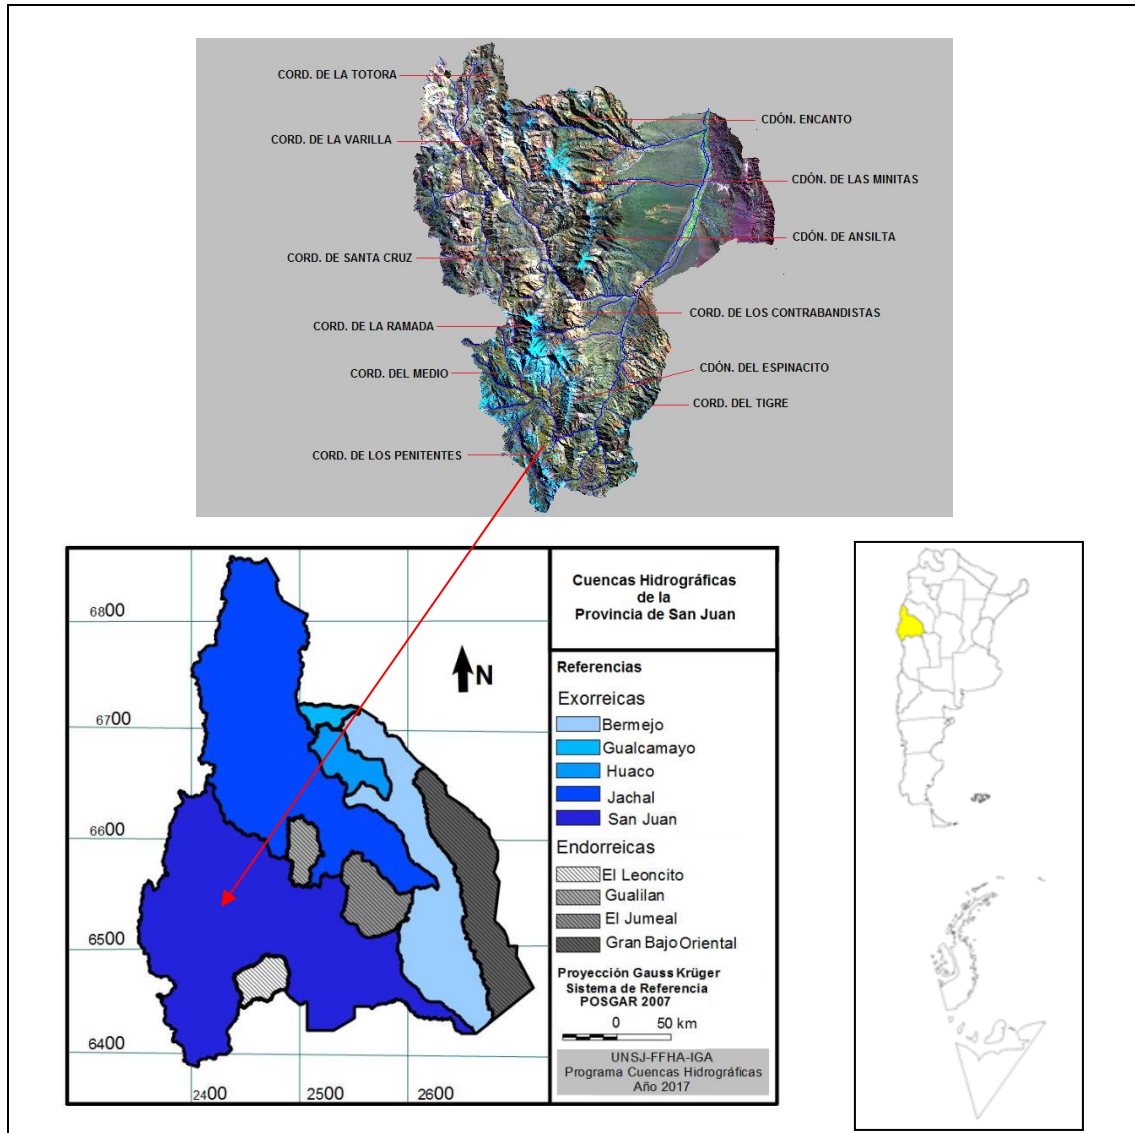 CORD. DE LA TOTORA
CDÓN. ENCANTO
CORD. DE LA VARILLA
CDÓN. DE LAS MINITAS
CDÓN. DE ANSILTA
CORD. DE SANTA CRUZ
CORD. DE LOS CONTRABANDISTAS
CORD. DE LA RAMADA
CDÓN. DEL ESPINACITO
CORD. DEL MEDIO
CORD. DEL TIGRE
CORD. DE LOS PENITENTES
Cuencas Hidrográficas
de la
Provincia de San Juan
6800
N
Referencias
Exorreicas
Bermejo
Gualcamayo
Huaco
Jachal
San Juan
6700
6600
Endorreicas
El Leoncito
Gualilan
El Jumeal
Gran Bajo Oriental
6500
Proyección Gauss Krüger
Sistema de Referencia
POSGAR 2007
0 50 km
6400
2400 2500 2600
UNSJ-FFHA-IGA
Programa Cuencas Hidrográficas
Año 2017